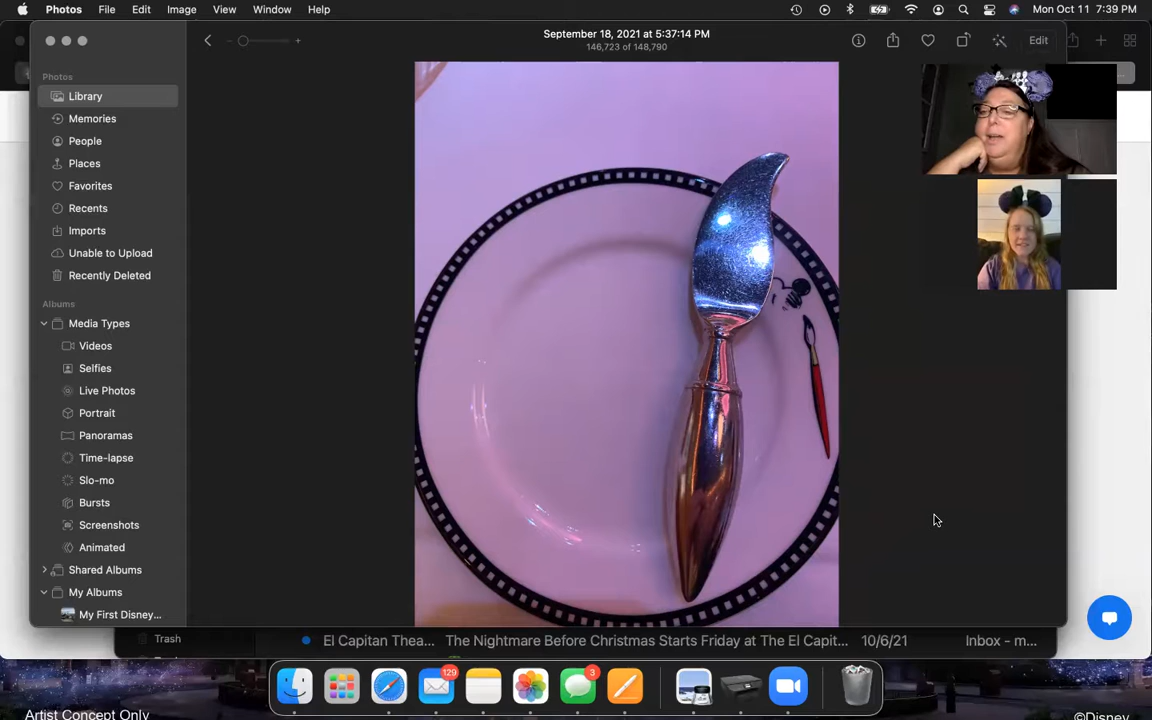 Photos File Edit Image View Window Help Mon Oct 11 7:39 PM
September 18, 2021 at 5:37:14 PM
146,723 of 148,790
Edit
Photos
Library
Memories
People
Places
Favorites
Recents
Imports
Unable to Upload
Recently Deleted
Albums
Media Types
Videos
Selfies
Live Photos
Portrait
Panoramas
Time-lapse
Slo-mo
Bursts
Screenshots
Animated
Shared Albums
My Albums
My First Disney...
Trash
El Capitan Thea... The Nightmare Before Christmas Starts Friday at The El Capit... 10/6/21 Inbox - m...
129
3
Artist Concept Only
©Disney